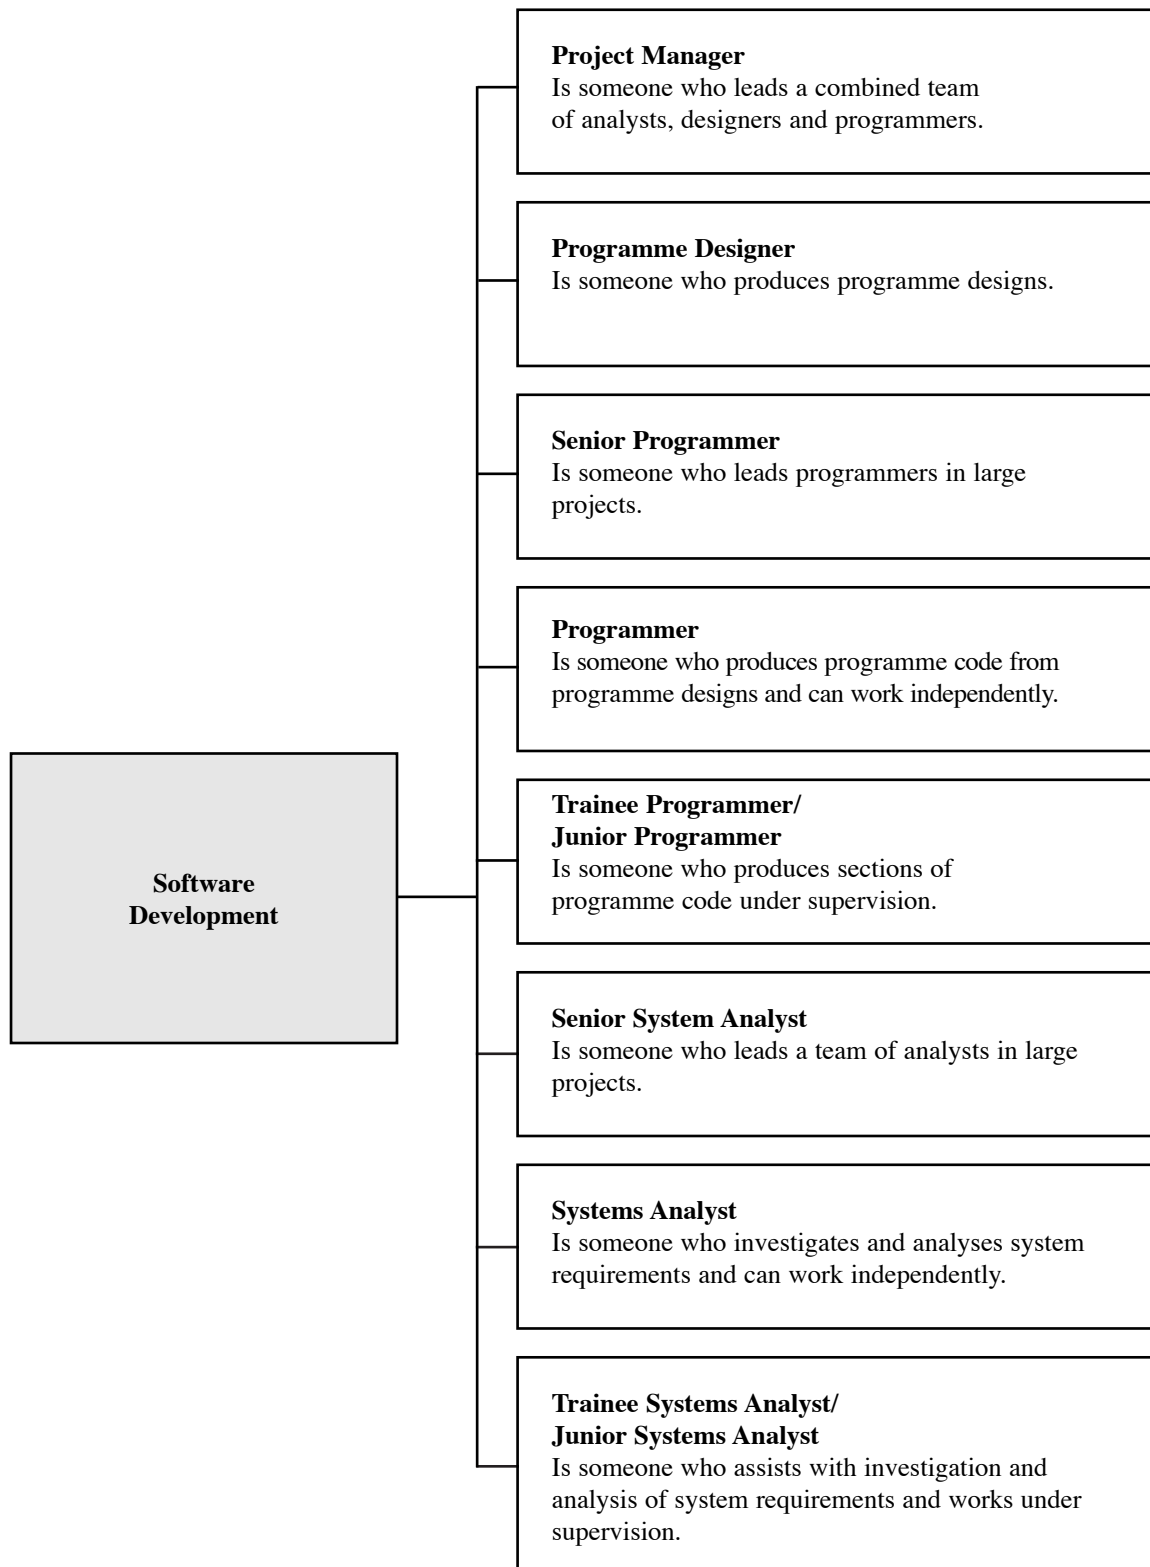 Project Manager
Is someone who leads a combined team
of analysts, designers and programmers.
Programme Designer
Is someone who produces programme designs.
Senior Programmer
Is someone who leads programmers in large
projects.
Programmer
Is someone who produces programme code from
programme designs and can work independently.
Software
Development
Trainee Programmer/
Junior Programmer
Is someone who produces sections of
programme code under supervision.
Senior System Analyst
Is someone who leads a team of analysts in large
projects.
Systems Analyst
Is someone who investigates and analyses system
requirements and can work independently.
Trainee Systems Analyst/
Junior Systems Analyst
Is someone who assists with investigation and
analysis of system requirements and works under
supervision.